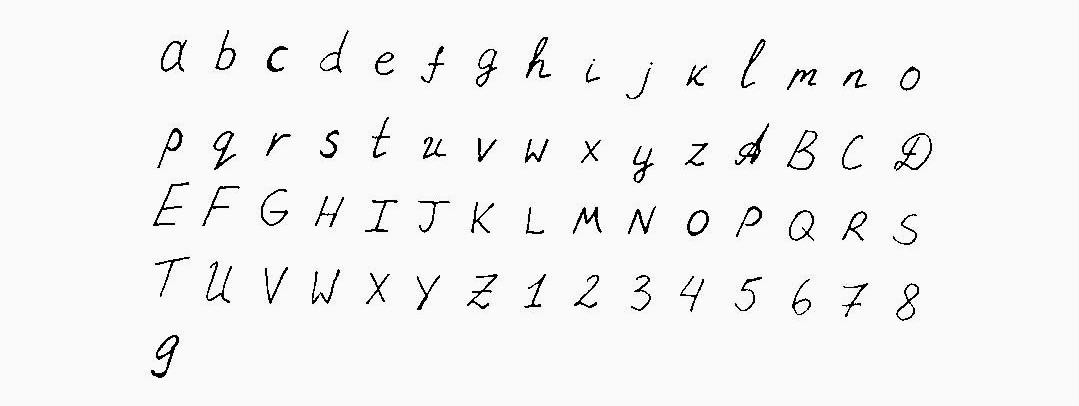 a b c d e f g h i j k l m n o
p q r s t u v w x y z A B C D
E F G H I J K L M N O P Q R S
T U V W X Y Z 1 2 3 4 5 6 7 8
9